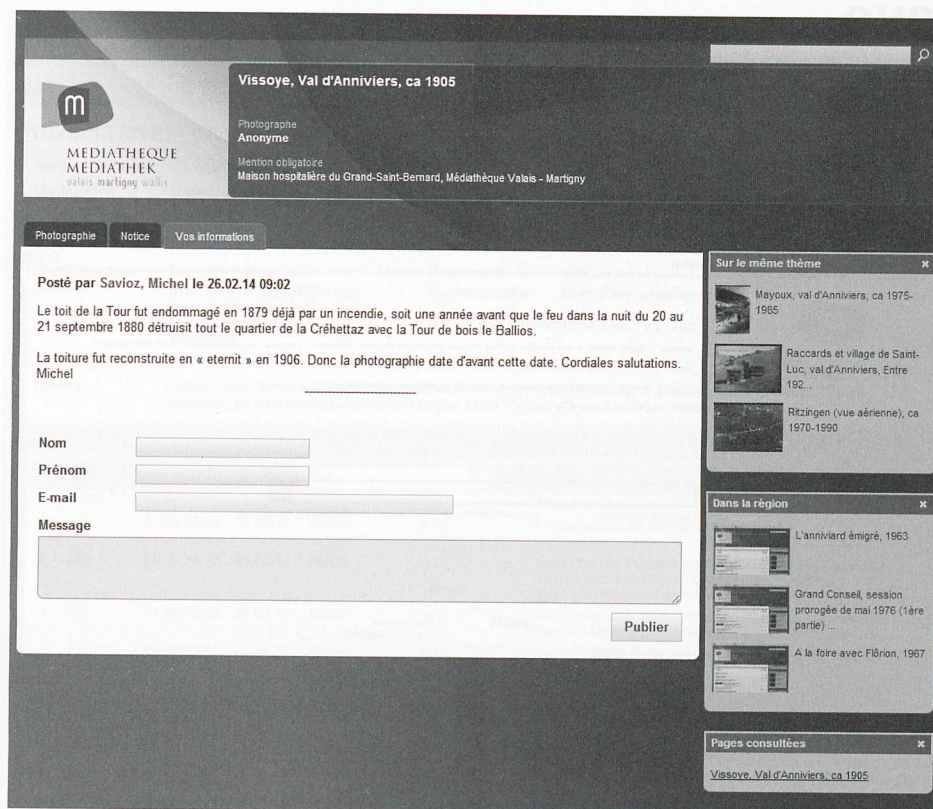 Vissoye, Val d'Anniviers, ca 1905
Photographe
Anonyme
Mention obligatoire
Maison hospitalière du Grand-Saint-Bernard, Médiathèque Valais - Martigny
m
MEDIATHEQUE
MEDIATHEK
valais martigny wallis
Photographie
Notice
Vos informations
Posté par Savioz, Michel le 26.02.14 09:02
Le toit de la Tour fut endommagé en 1879 déjà par un incendie, soit une année avant que le feu dans la nuit du 20 au
21 septembre 1880 détruisit tout le quartier de la Créhettaz avec la Tour de bois le Ballios.
La toiture fut reconstruite en « eternit » en 1906. Donc la photographie date d'avant cette date. Cordiales salutations.
Michel
Nom
Prénom
E-mail
Message
Publier
Sur le même thème
Mayoux, val d'Anniviers, ca 1975-
1985
Raccards et village de Saint-
Luc, val d'Anniviers, Entre
192...
Ritzingen (vue aérienne), ca
1970-1990
Dans la région
L'anniviard émigré, 1963
Grand Conseil, session
prorogée de mai 1976 (1ère
partie) ...
A la foire avec Flôrion, 1967
Pages consultées
Vissoye, Val d'Anniviers, ca 1905